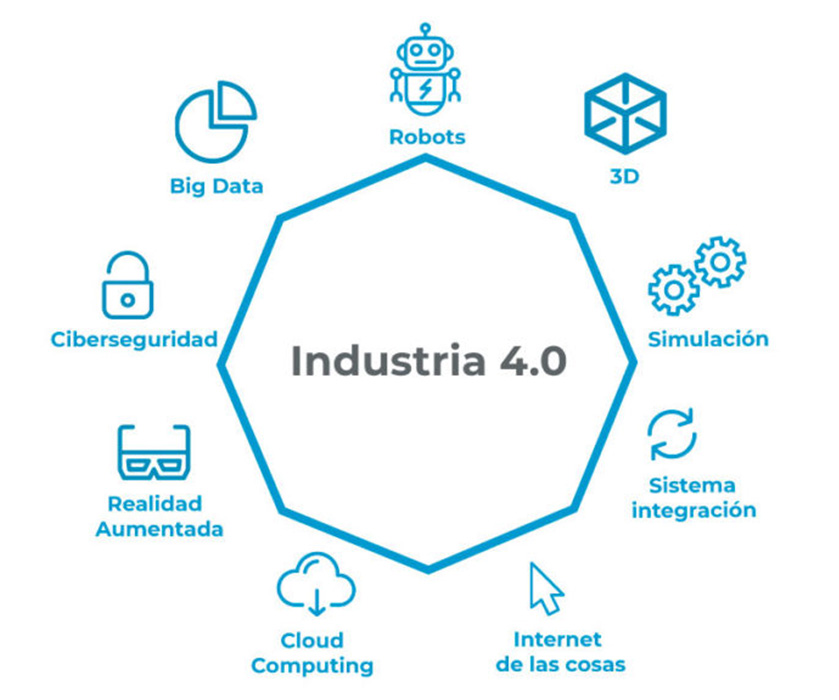 Robots
3D
Big Data
Simulación
Ciberseguridad
Industria 4.0
Sistema
integración
Realidad
Aumentada
Internet
de las cosas
Cloud
Computing